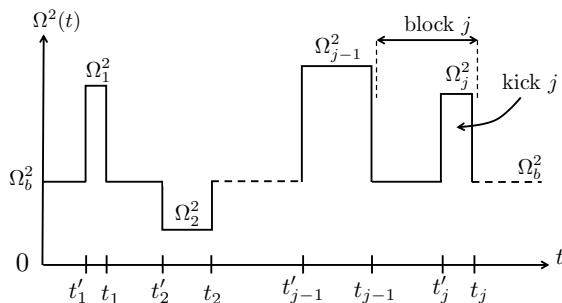 Ω²(t)
block j
Ω²_{j−1}
Ω²_1
Ω²_j
kick j
Ω²_b
Ω²_b
Ω²_2
0
t
t'_1 t_1 t'_2 t_2 t'_{j−1} t_{j−1} t'_j t_j